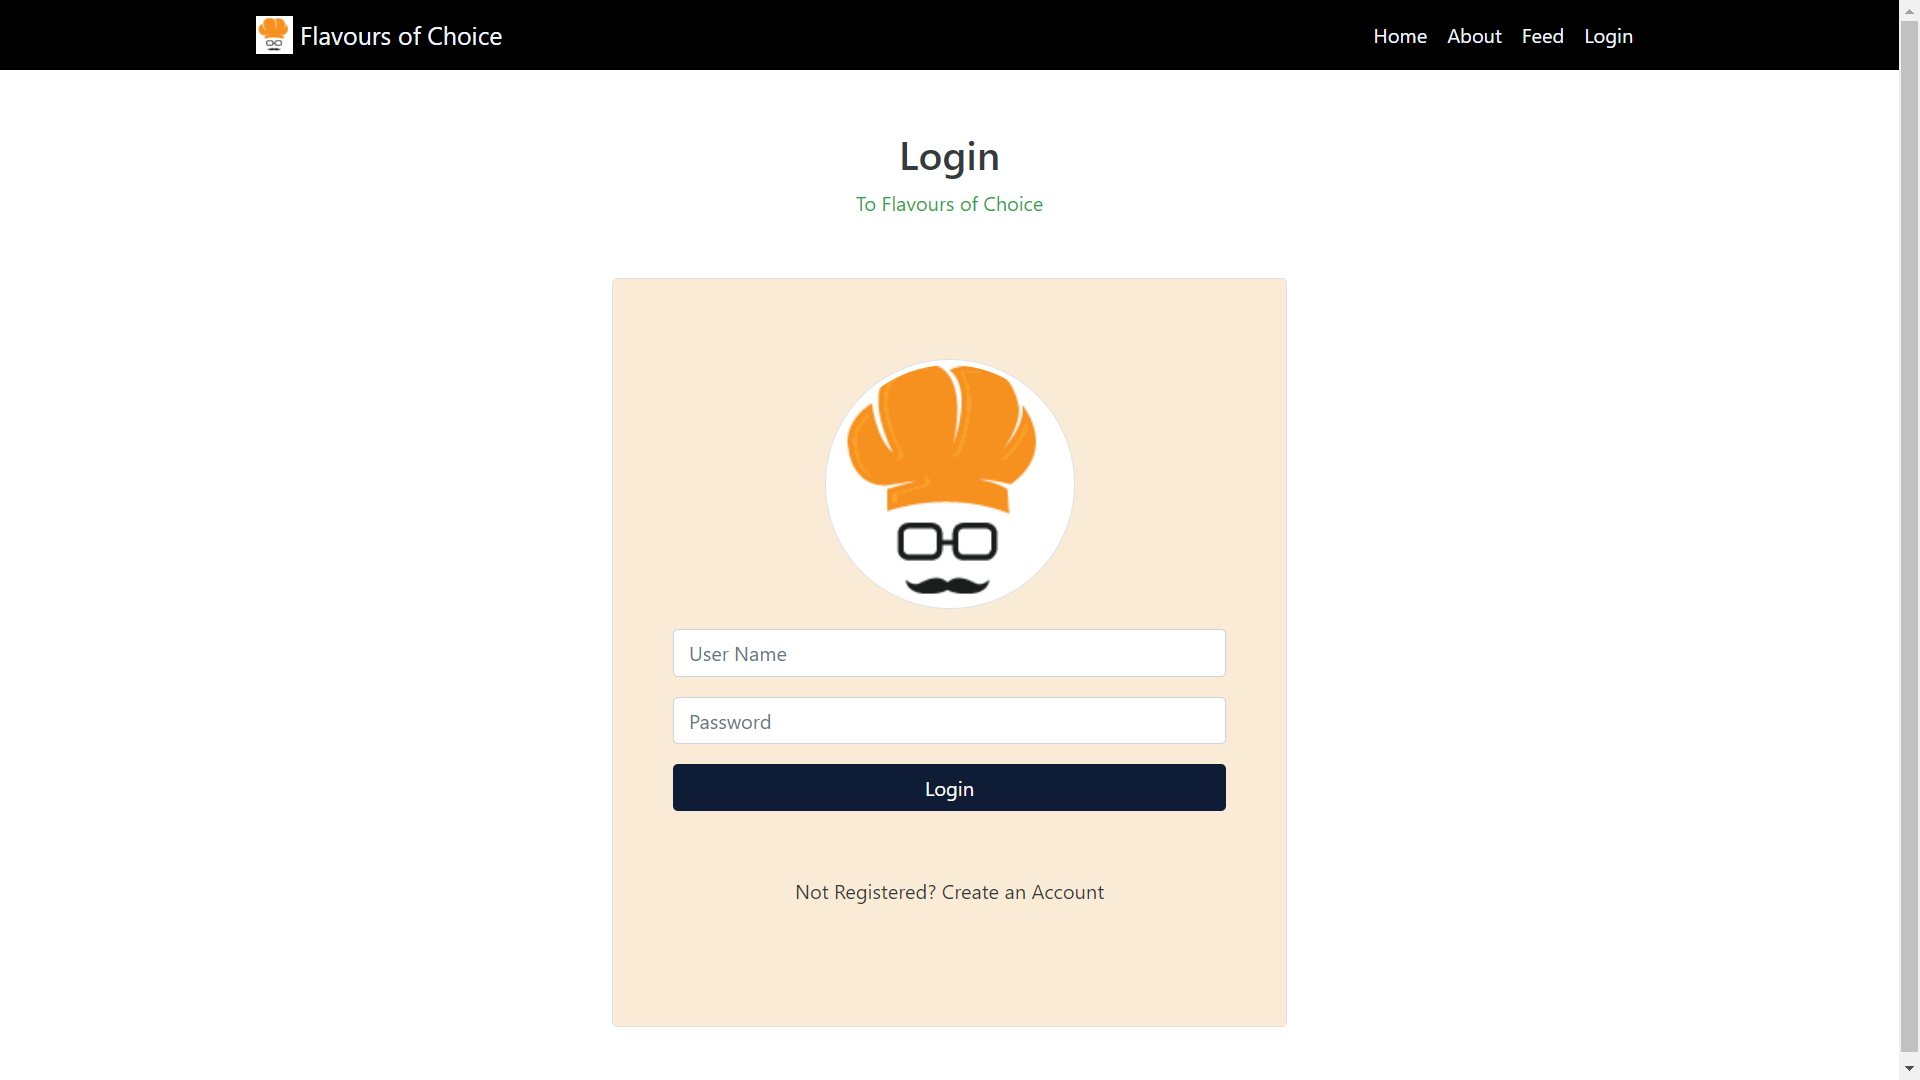 Flavours of Choice
Home About Feed Login
Login
To Flavours of Choice
User Name
Password
Login
Not Registered? Create an Account